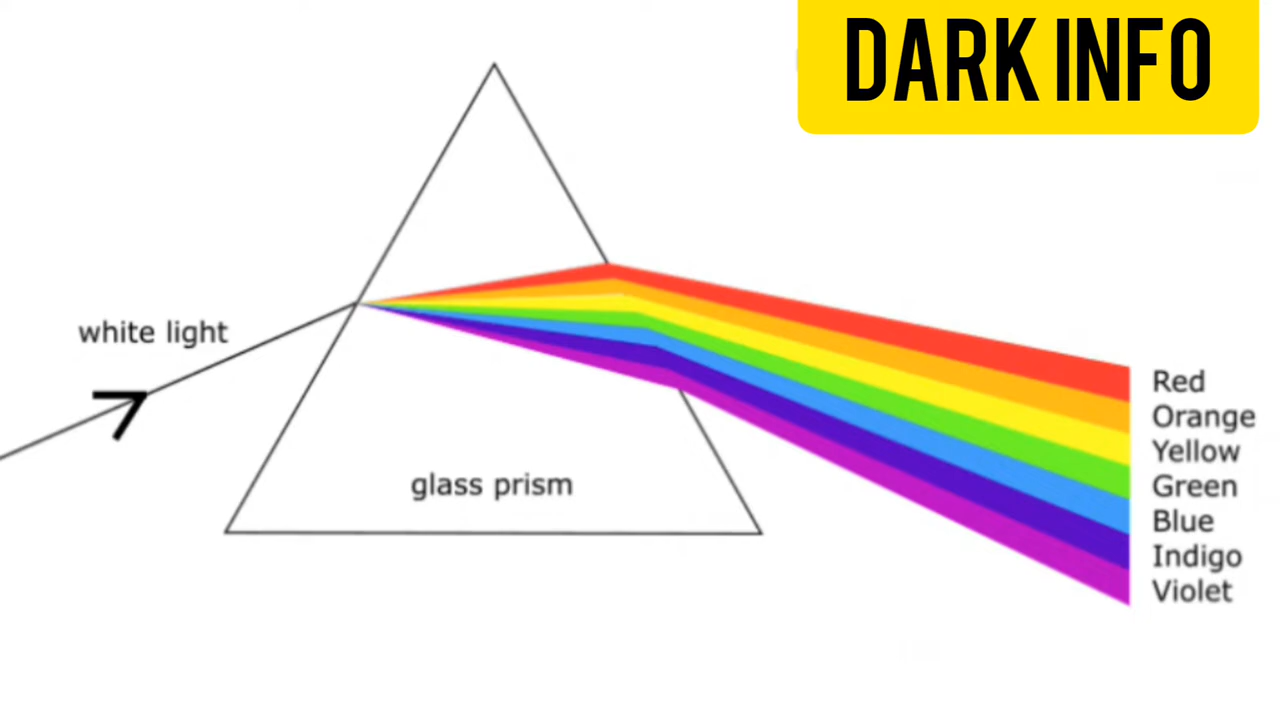 DARK INFO
white light
glass prism
Red
Orange
Yellow
Green
Blue
Indigo
Violet